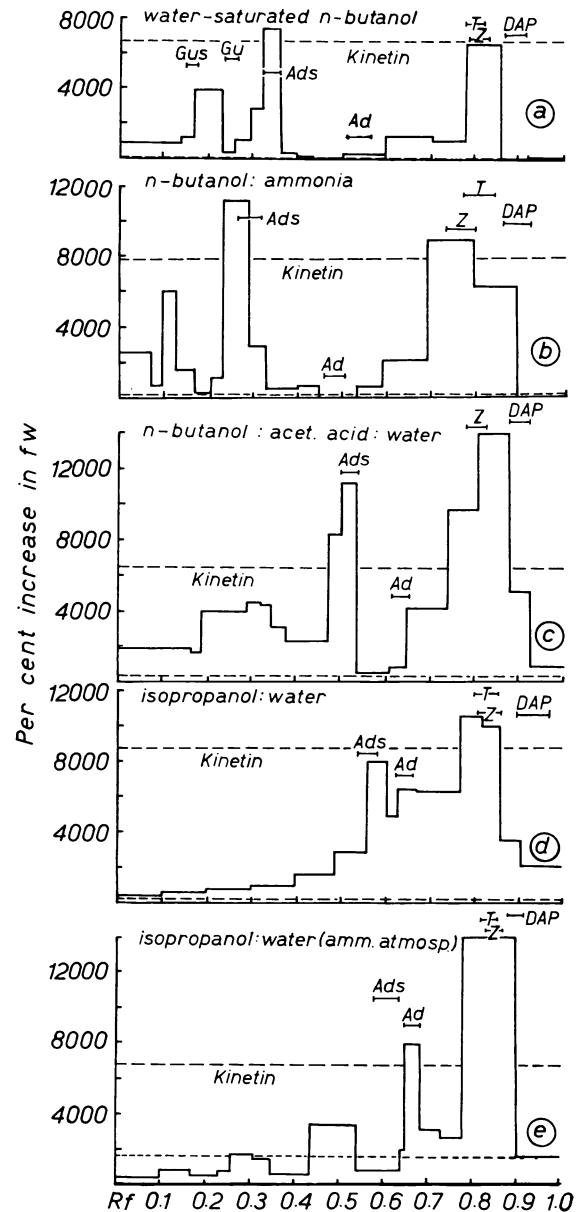 Per cent increase in fw
water-saturated n-butanol
8000
4000
Gus
Gu
Ads
Kinetin
Ad
T
Z
DAP
a
n-butanol: ammonia
12000
8000
4000
Ads
Kinetin
Ad
T
Z
DAP
b
n-butanol : acet. acid: water
12000
8000
4000
Ads
Kinetin
Ad
Z
DAP
c
isopropanol: water
12000
8000
4000
Kinetin
Ads
Ad
T
Z
DAP
d
isopropanol: water (amm. atmosp.)
12000
8000
4000
Kinetin
Ads
Ad
T
Z
DAP
e
Rf 0.1 0.2 0.3 0.4 0.5 0.6 0.7 0.8 0.9 1.0